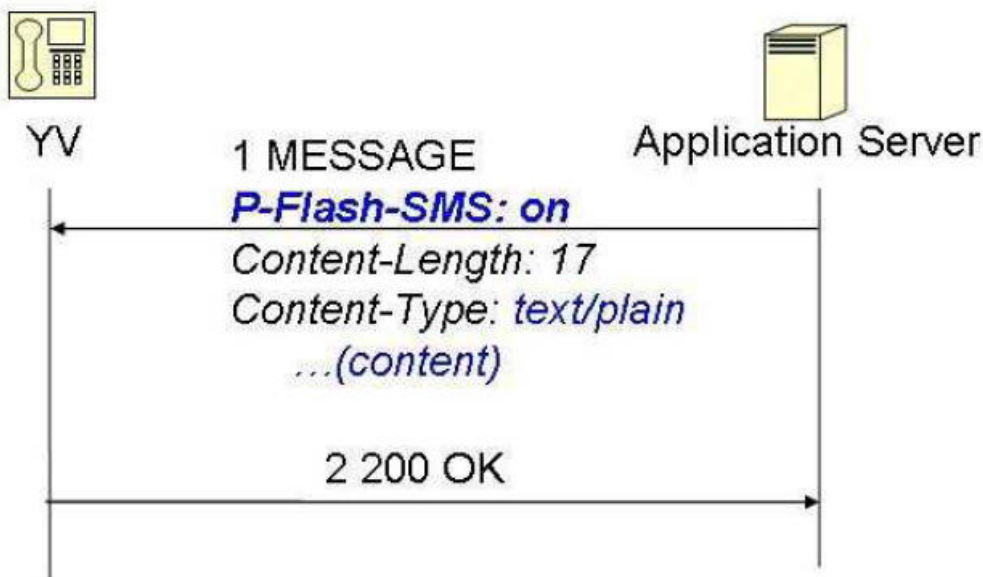 YV
Application Server
1 MESSAGE
P-Flash-SMS: on
Content-Length: 17
Content-Type: text/plain
...(content)
2 200 OK